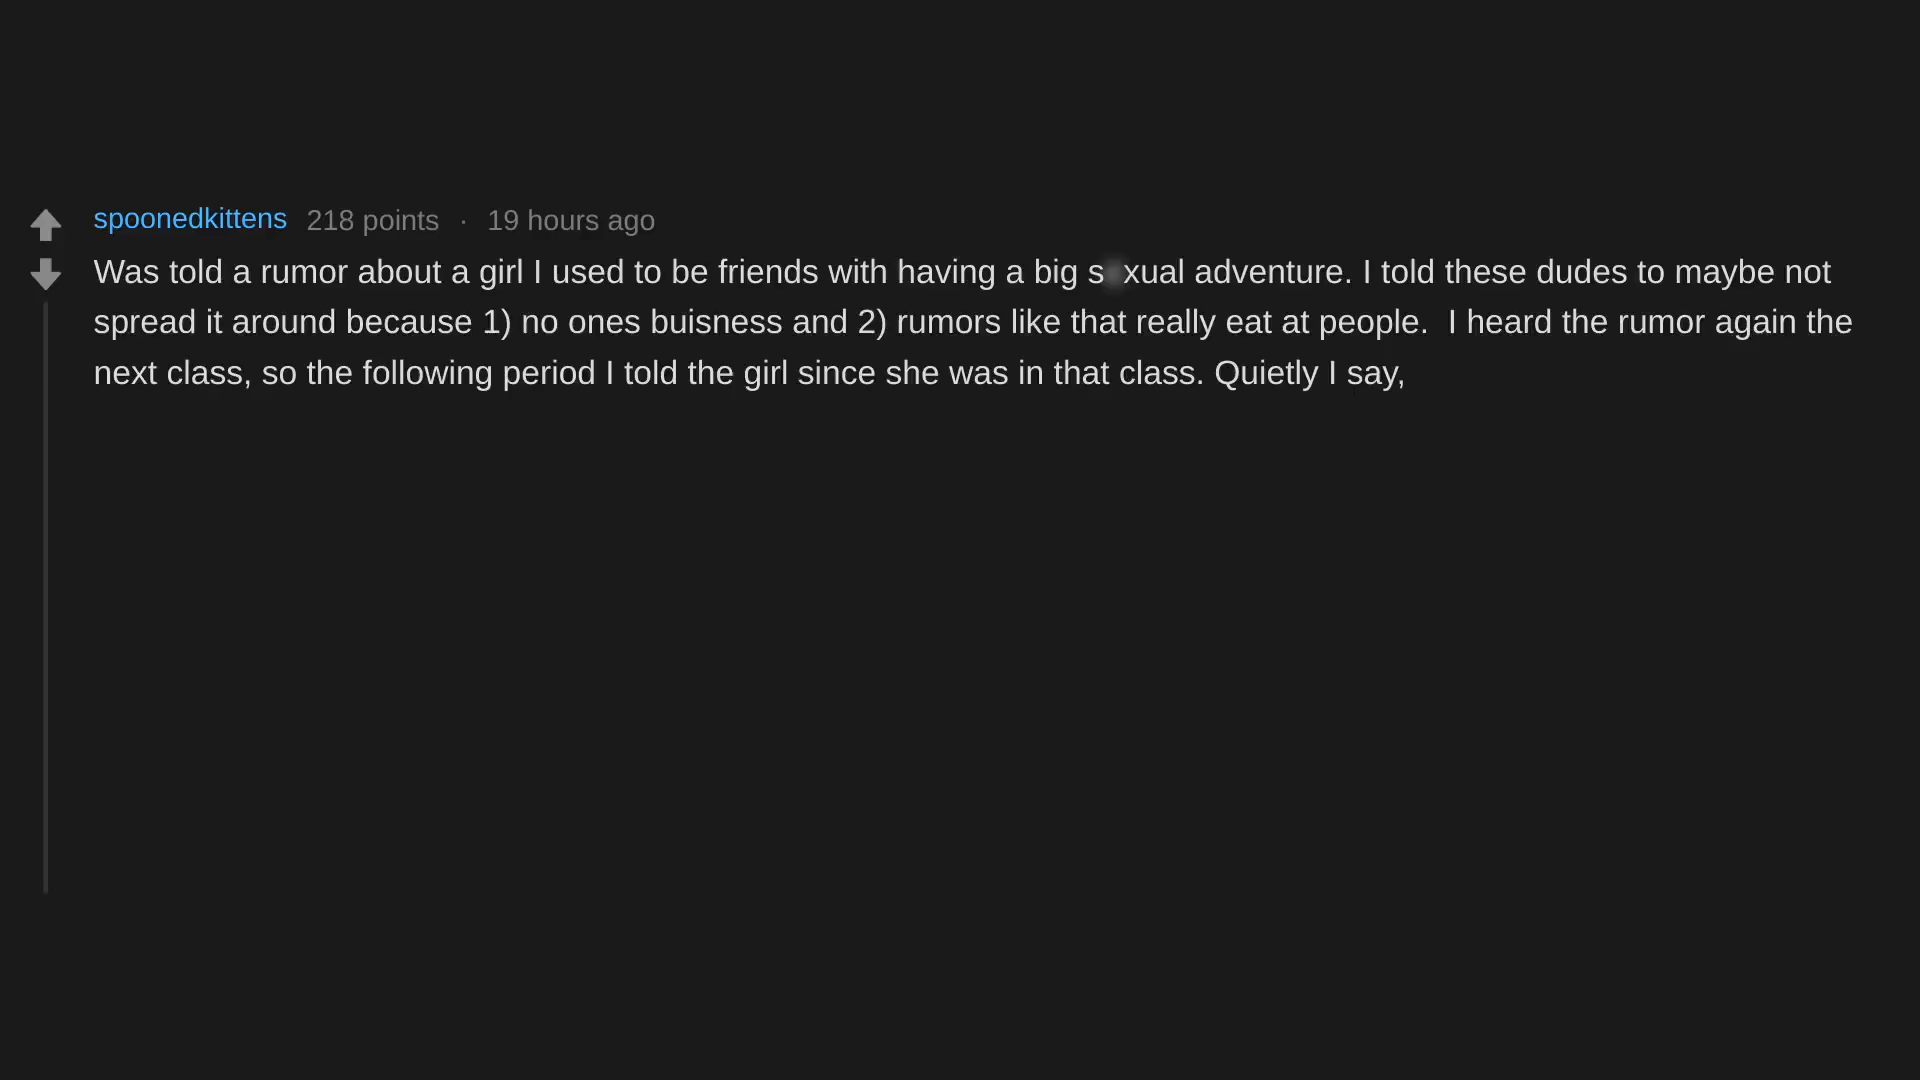 spoonedkittens 218 points · 19 hours ago
Was told a rumor about a girl I used to be friends with having a big s xual adventure. I told these dudes to maybe not
spread it around because 1) no ones buisness and 2) rumors like that really eat at people.  I heard the rumor again the
next class, so the following period I told the girl since she was in that class. Quietly I say,